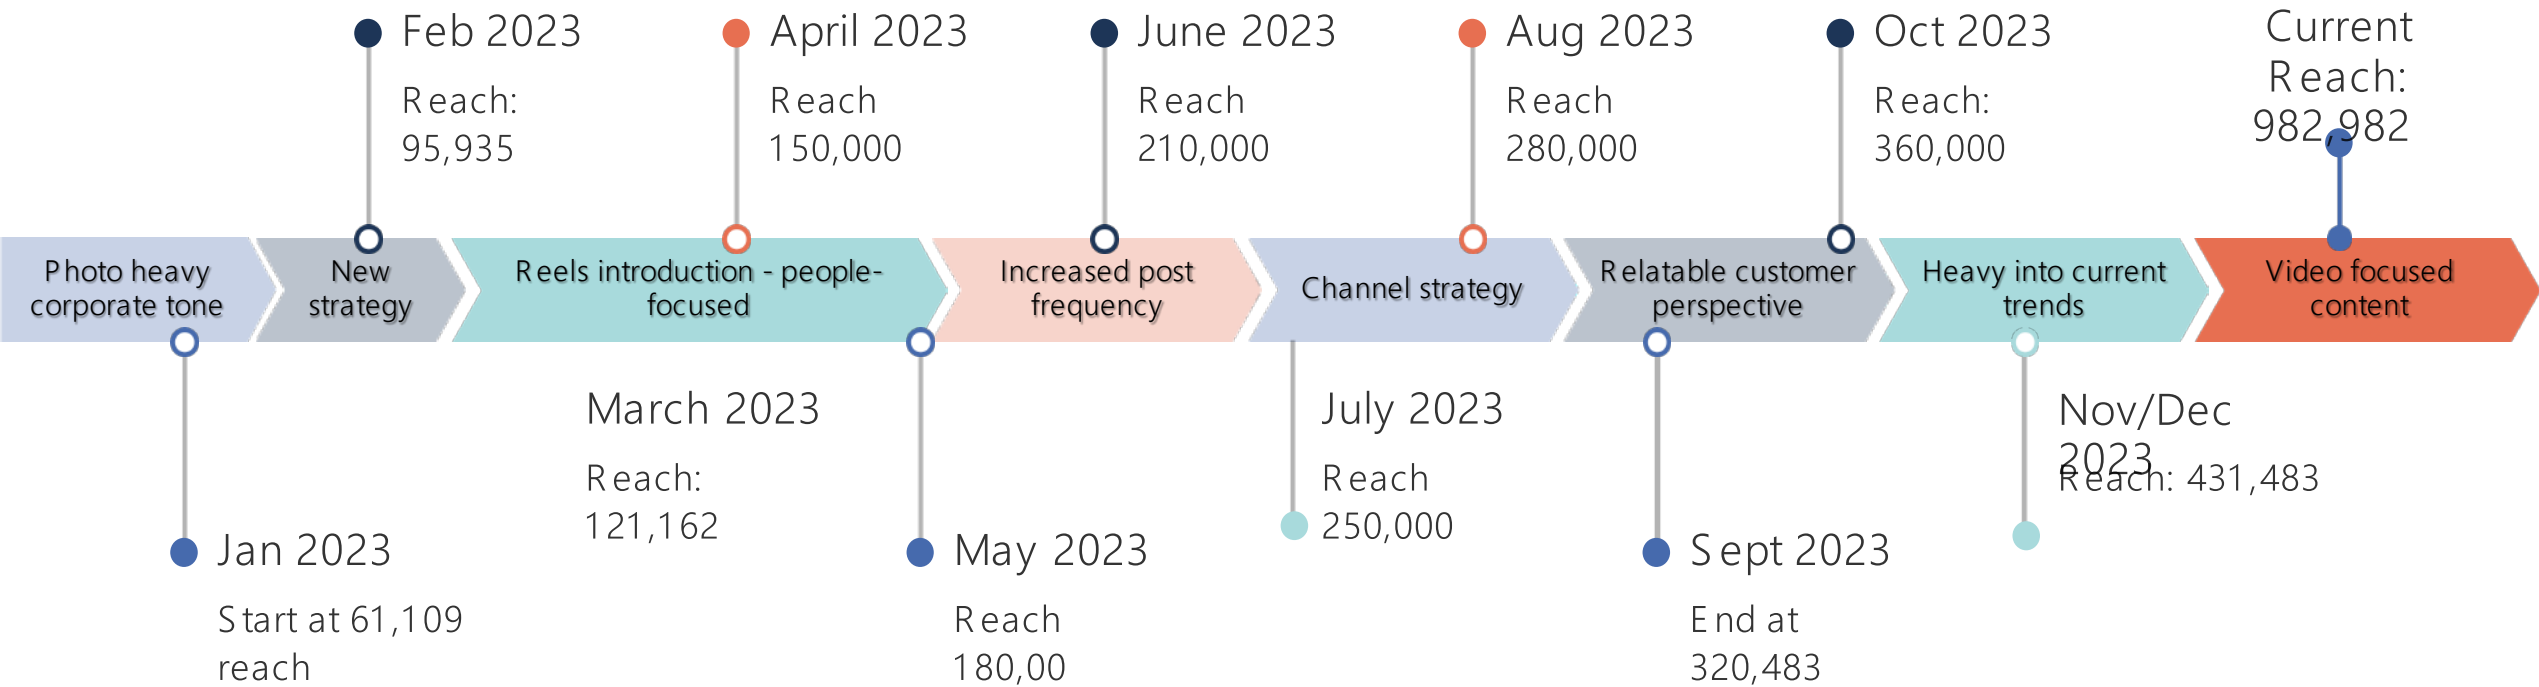 Feb 2023
Reach:
95,935
April 2023
Reach
150,000
June 2023
Reach
210,000
Aug 2023
Reach
280,000
Oct 2023
Reach:
360,000
Current
Reach:
982,982
Photo heavy
corporate tone
New
strategy
Reels introduction - people-
focused
Increased post
frequency
Channel strategy
Relatable customer
perspective
Heavy into current
trends
Video focused
content
Jan 2023
Start at 61,109
reach
March 2023
Reach:
121,162
May 2023
Reach
180,00
July 2023
Reach
250,000
Sept 2023
End at
320,483
Nov/Dec
2023
Reach: 431,483